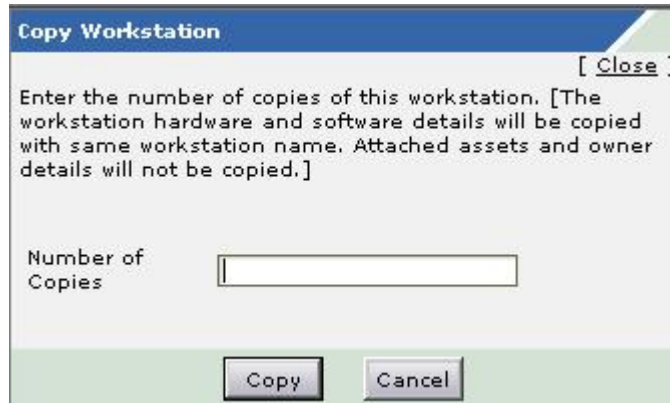 Copy Workstation
[ Close ]
Enter the number of copies of this workstation. [The
workstation hardware and software details will be copied
with same workstation name. Attached assets and owner
details will not be copied.]
Number of
Copies
Copy Cancel